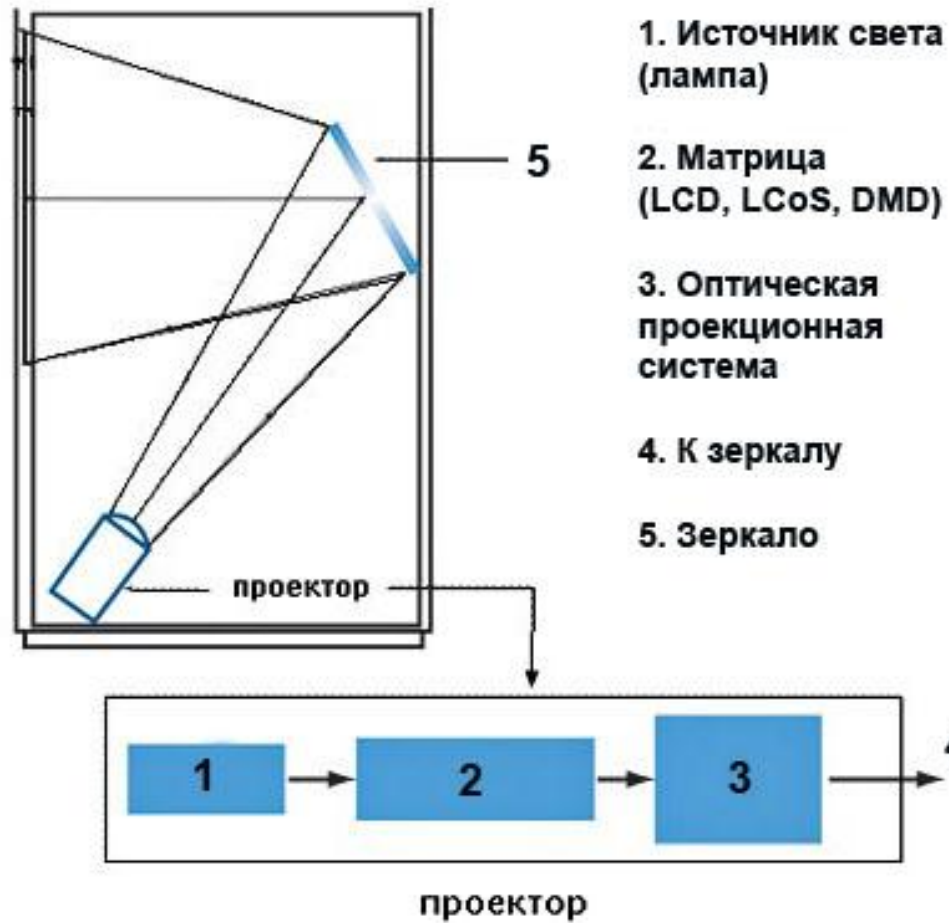 1. Источник света
(лампа)
2. Матрица
(LCD, LCoS, DMD)
3. Оптическая
проекционная
система
4. К зеркалу
5. Зеркало
5
проектор
1
2
3
проектор